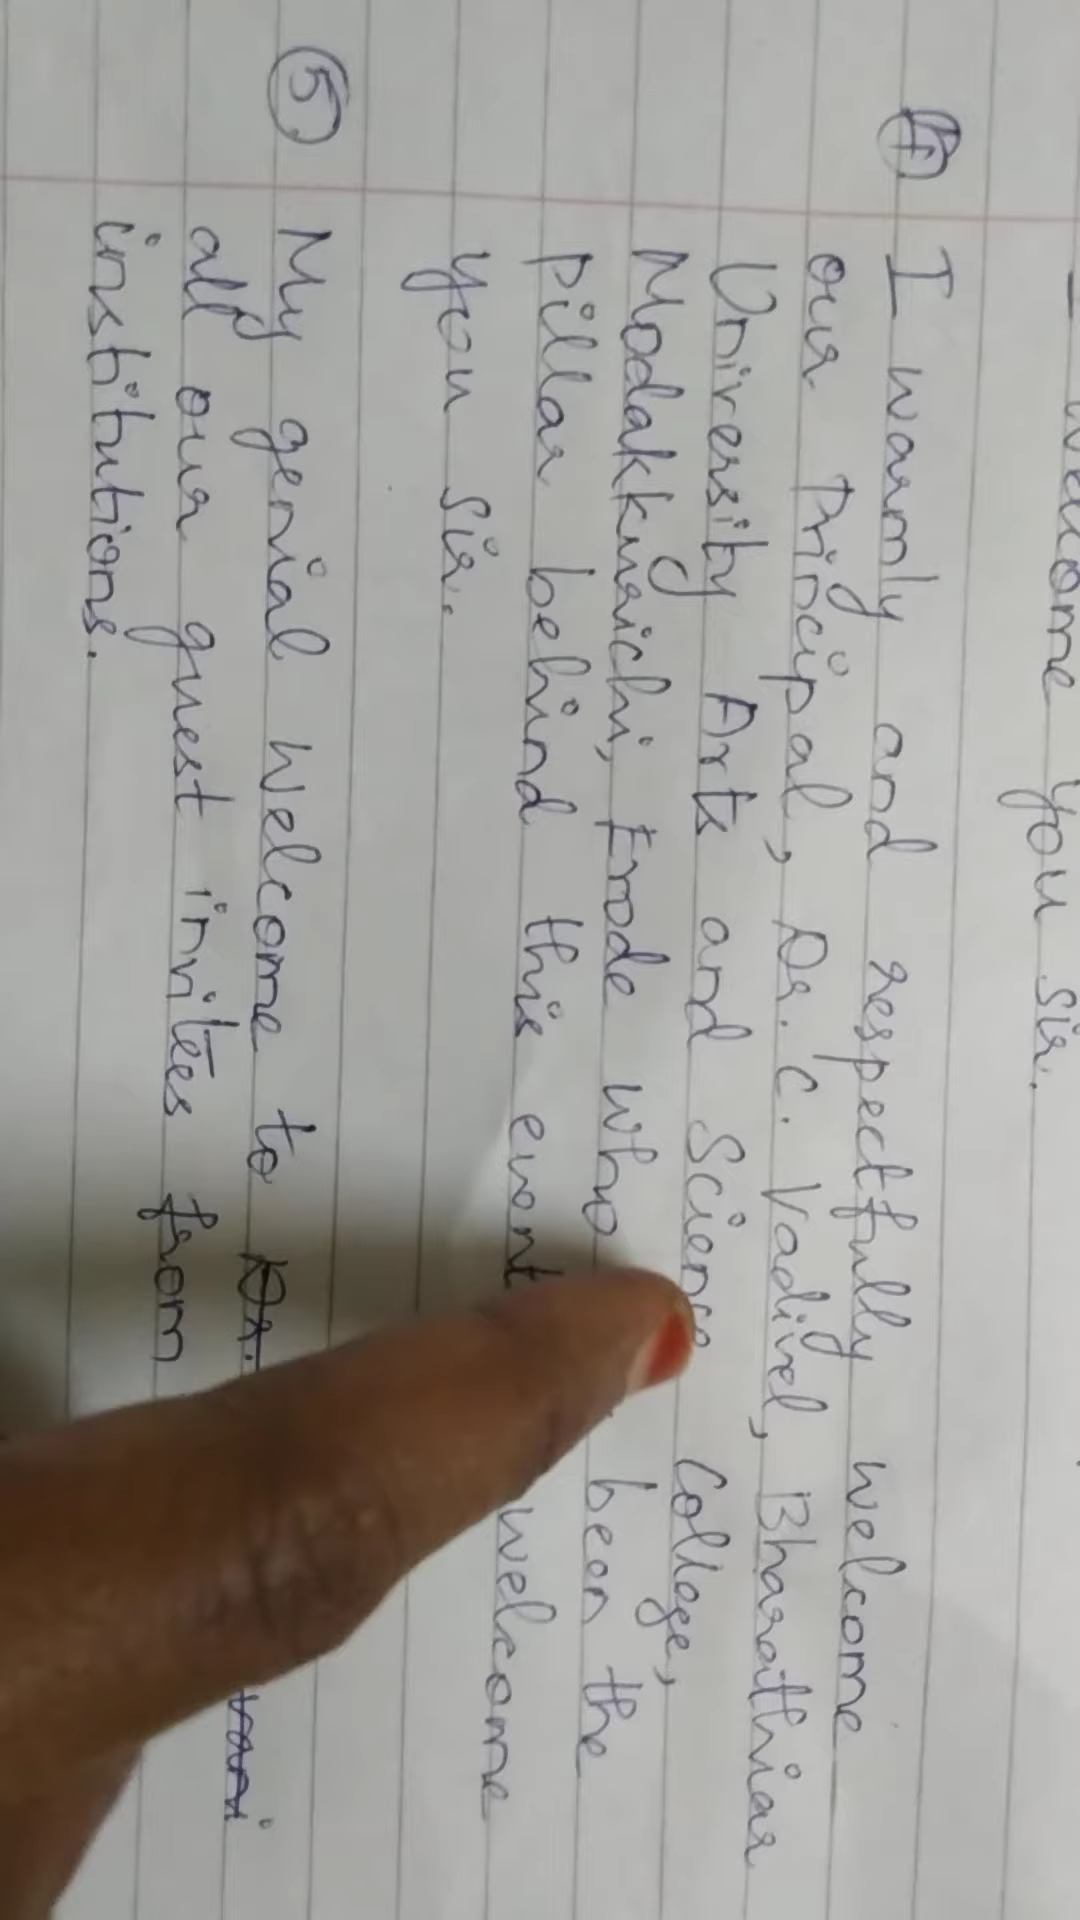 I welcome you sir.
④ I warmly and respectfully welcome
our Principal, Dr. C. Vadivel, Bharathiar
University Arts and Science College,
Modakkurichi, Erode who been the
Pillar behind this event welcome
you sir.
⑤ My genial welcome to Dr.
all our guest invites from
institutions.